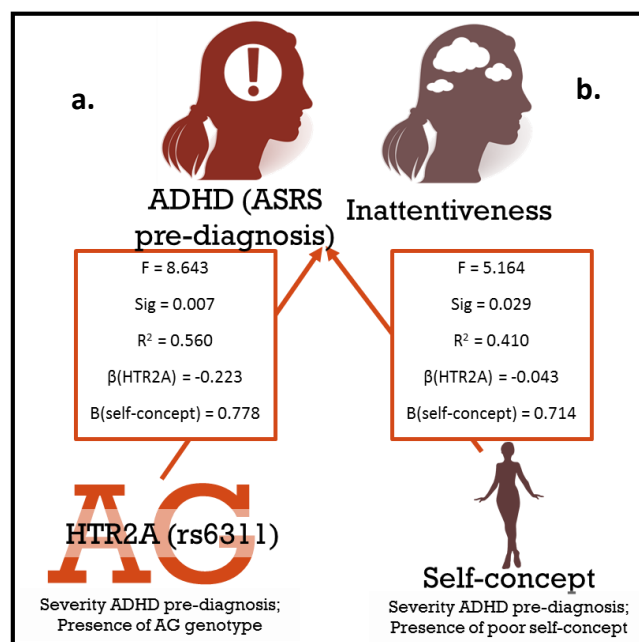 a.
b.
ADHD (ASRS
pre-diagnosis)
Inattentiveness
F = 8.643
Sig = 0.007
R² = 0.560
β(HTR2A) = -0.223
B(self-concept) = 0.778
F = 5.164
Sig = 0.029
R² = 0.410
β(HTR2A) = -0.043
B(self-concept) = 0.714
AG
HTR2A (rs6311)
Severity ADHD pre-diagnosis;
Presence of AG genotype
Self-concept
Severity ADHD pre-diagnosis;
Presence of poor self-concept